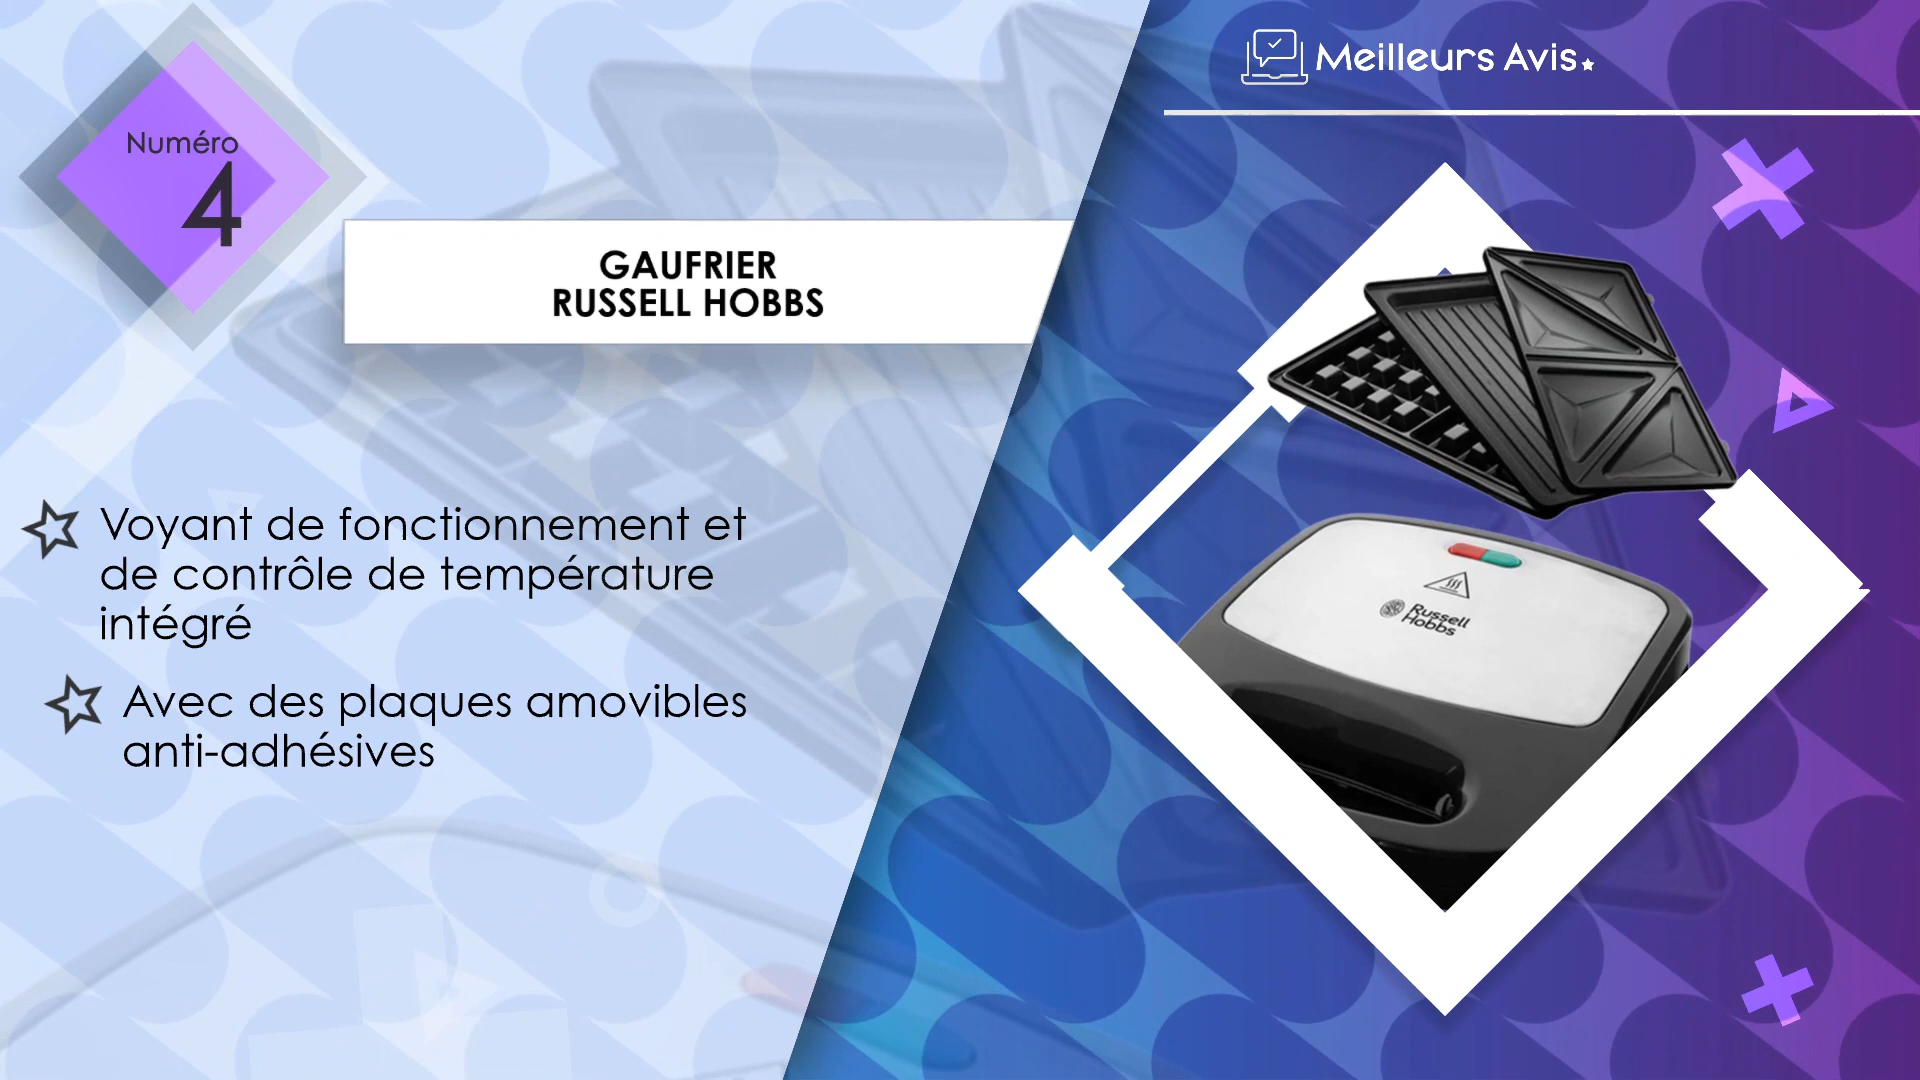 Numéro
4
GAUFRIER
RUSSELL HOBBS
Voyant de fonctionnement et
de contrôle de température
intégré
Avec des plaques amovibles
anti-adhésives
Meilleurs Avis
Russell
Hobbs